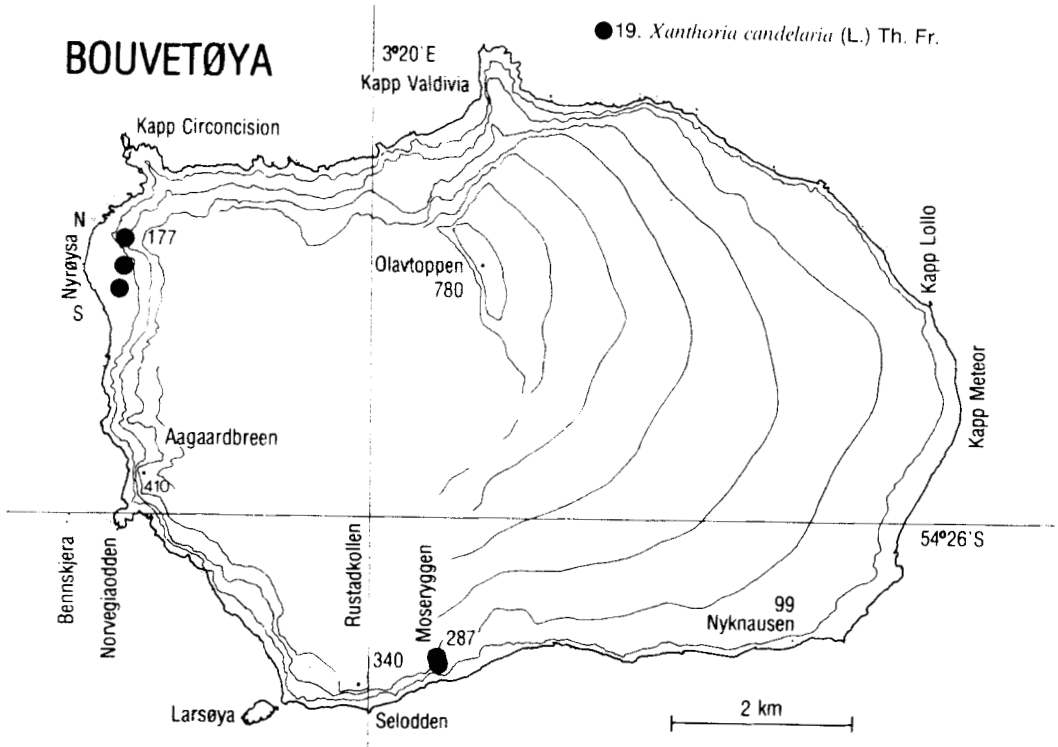 BOUVETØYA
19. Xanthoria candelaria (L.) Th. Fr.
3°20'E
Kapp Valdivia
Kapp Circoncision
N
177
Nyrøysa
S
Olavtoppen
780
Kapp Lollo
Kapp Meteor
Aagaardbreen
410
54°26'S
Bennskjera
Norvegiaodden
Rustadkollen
Moseryggen
287
340
99
Nyknausen
Larsøya
Selodden
2 km